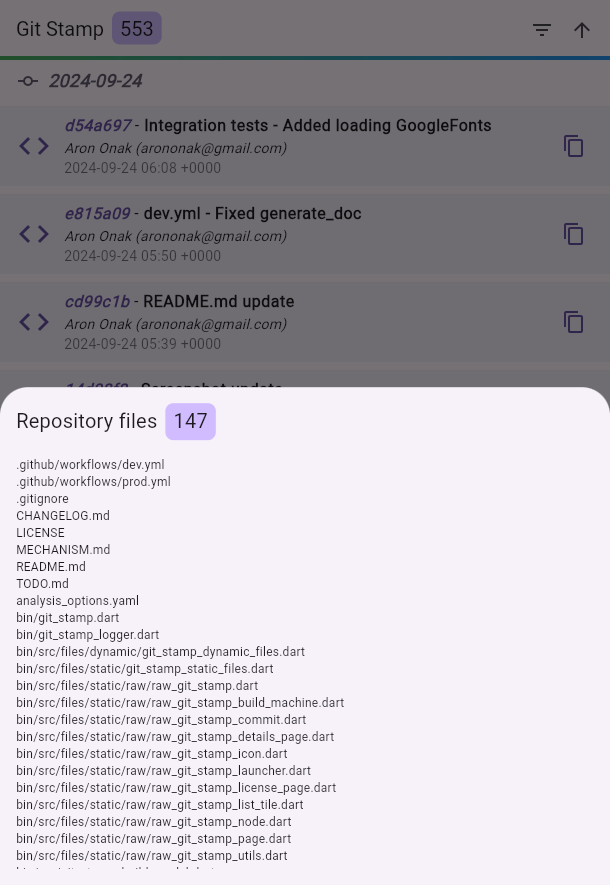 Git Stamp 553
2024-09-24
d54a697 - Integration tests - Added loading GoogleFonts
Aron Onak (arononak@gmail.com)
2024-09-24 06:08 +0000
e815a09 - dev.yml - Fixed generate_doc
Aron Onak (arononak@gmail.com)
2024-09-24 05:50 +0000
cd99c1b - README.md update
Aron Onak (arononak@gmail.com)
2024-09-24 05:39 +0000
- Screenshot update
Repository files 147
.github/workflows/dev.yml
.github/workflows/prod.yml
.gitignore
CHANGELOG.md
LICENSE
MECHANISM.md
README.md
TODO.md
analysis_options.yaml
bin/git_stamp.dart
bin/git_stamp_logger.dart
bin/src/files/dynamic/git_stamp_dynamic_files.dart
bin/src/files/static/git_stamp_static_files.dart
bin/src/files/static/raw/raw_git_stamp.dart
bin/src/files/static/raw/raw_git_stamp_build_machine.dart
bin/src/files/static/raw/raw_git_stamp_commit.dart
bin/src/files/static/raw/raw_git_stamp_details_page.dart
bin/src/files/static/raw/raw_git_stamp_icon.dart
bin/src/files/static/raw/raw_git_stamp_launcher.dart
bin/src/files/static/raw/raw_git_stamp_license_page.dart
bin/src/files/static/raw/raw_git_stamp_list_tile.dart
bin/src/files/static/raw/raw_git_stamp_node.dart
bin/src/files/static/raw/raw_git_stamp_page.dart
bin/src/files/static/raw/raw_git_stamp_utils.dart